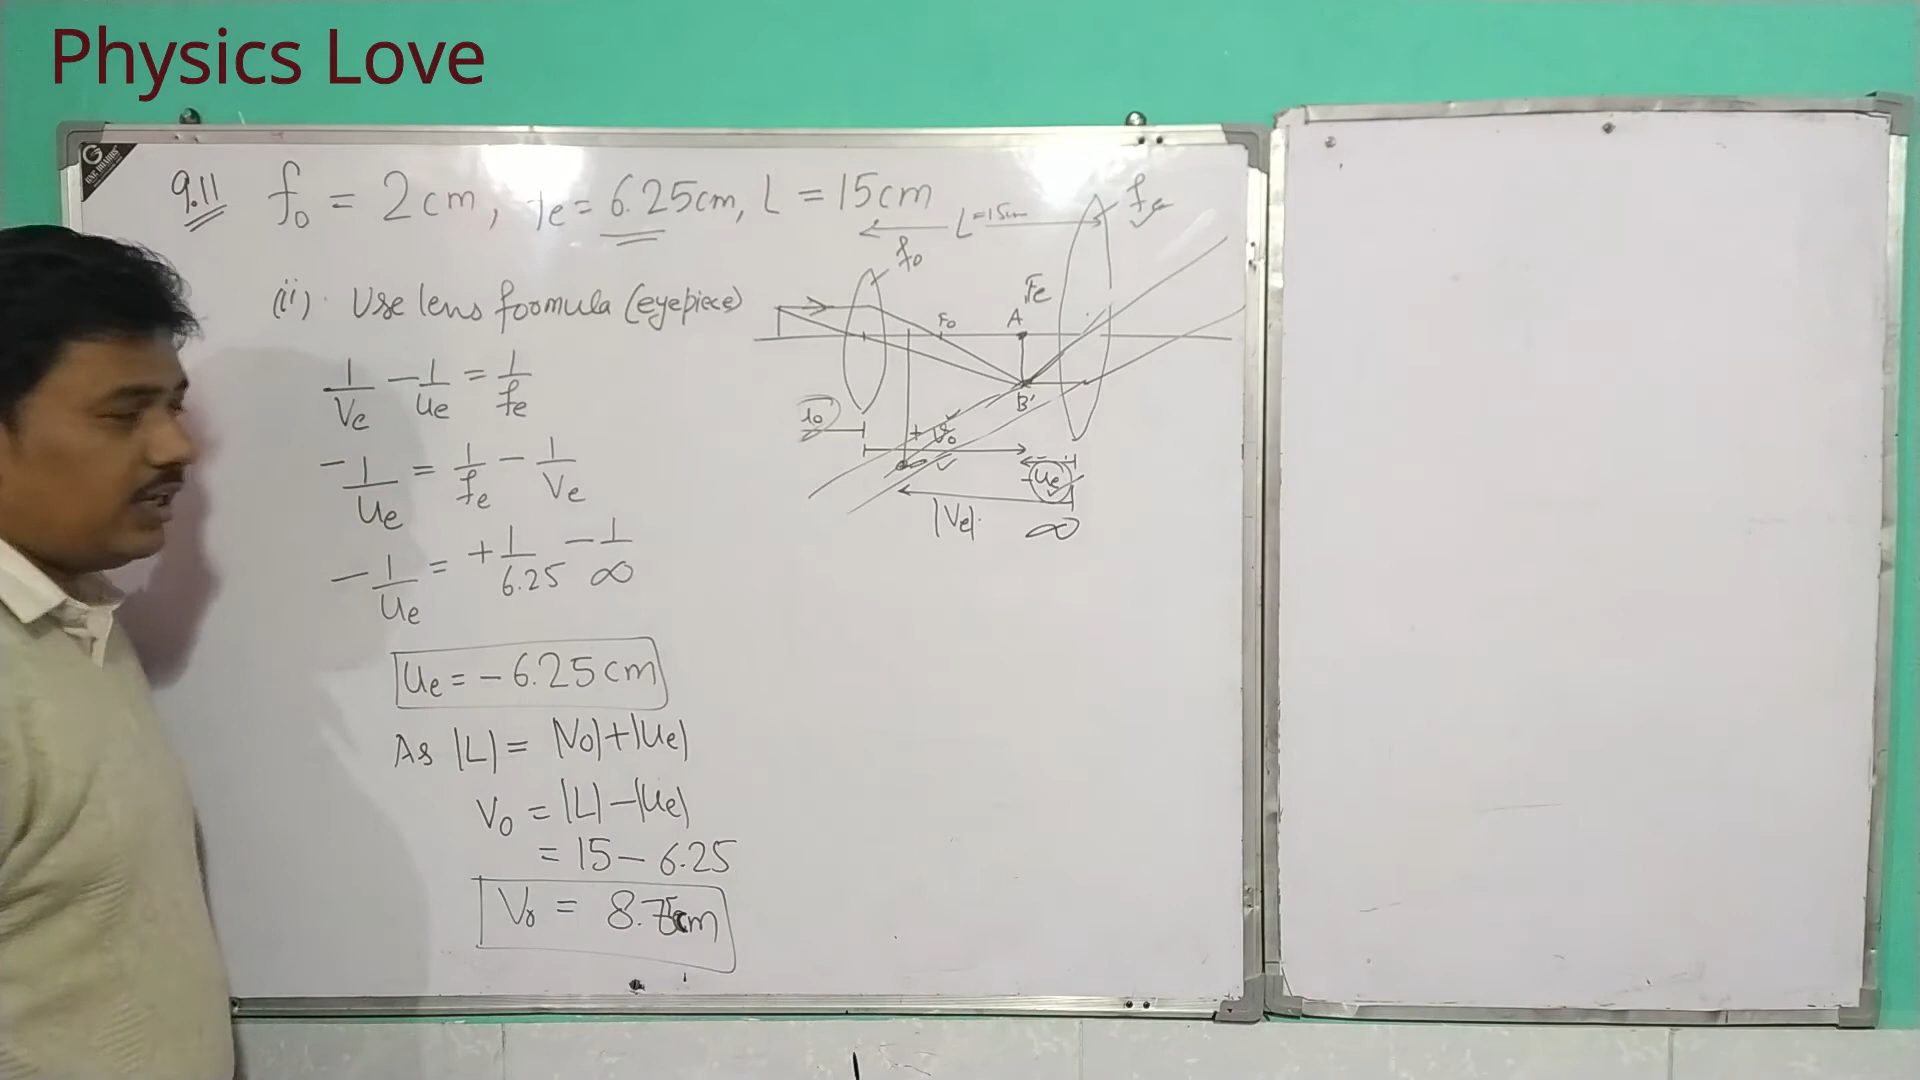 Physics Love
9.11 f₀ = 2cm, fe = 6.25cm, L = 15cm
L=15cm
fe
f₀
(ii). Use lens formula (eyepiece)
Fe
F₀
A
B'
1/Ve - 1/ue = 1/fe
+ V₀
-ue
|Ve|.
∞
-1/ue = 1/fe - 1/Ve
-1/ue = +1/6.25 - 1/∞
ue = - 6.25 cm
As |L| = |V₀|+|ue|
V₀ = |L| - |ue|
= 15 - 6.25
V₀ = 8.75cm